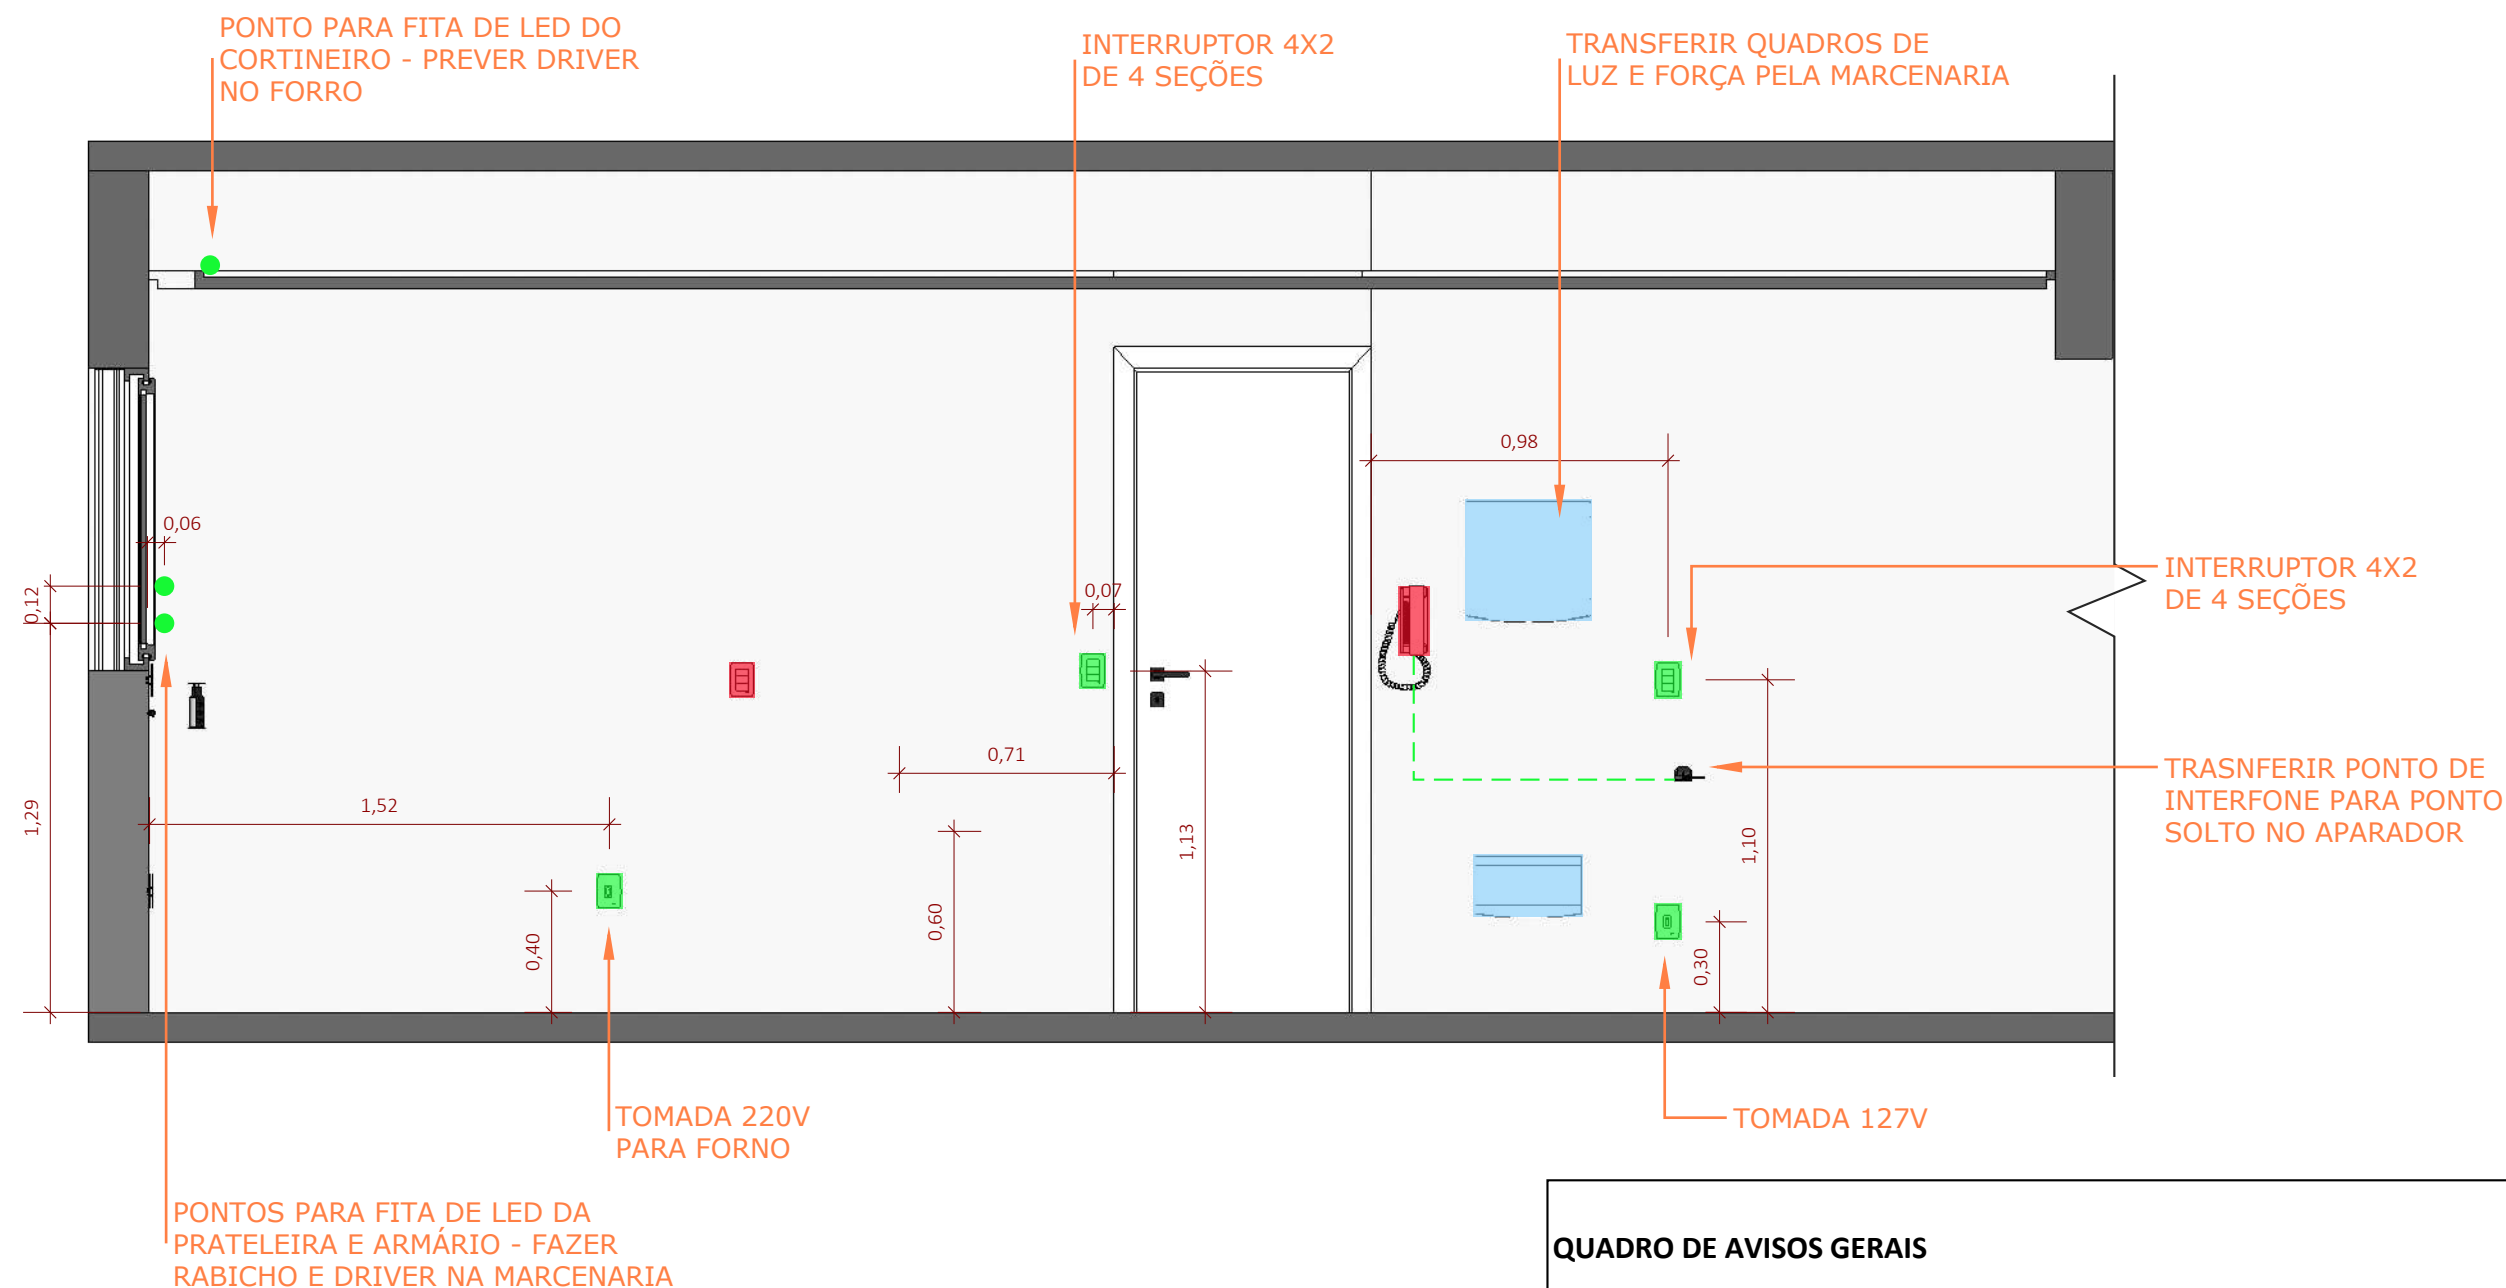 PONTO PARA FITA DE LED DO
CORTINEIRO - PREVER DRIVER
NO FORRO
INTERRUPTOR 4X2
DE 4 SEÇÕES
TRANSFERIR QUADROS DE
LUZ E FORÇA PELA MARCENARIA
0,98
0,06
0,12
0,07
INTERRUPTOR 4X2
DE 4 SEÇÕES
0,71
1,52
1,29
1,13
1,10
TRASNFERIR PONTO DE
INTERFONE PARA PONTO
SOLTO NO APARADOR
0,60
0,40
0,30
TOMADA 220V
PARA FORNO
TOMADA 127V
PONTOS PARA FITA DE LED DA
PRATELEIRA E ARMÁRIO - FAZER
RABICHO E DRIVER NA MARCENARIA
QUADRO DE AVISOS GERAIS